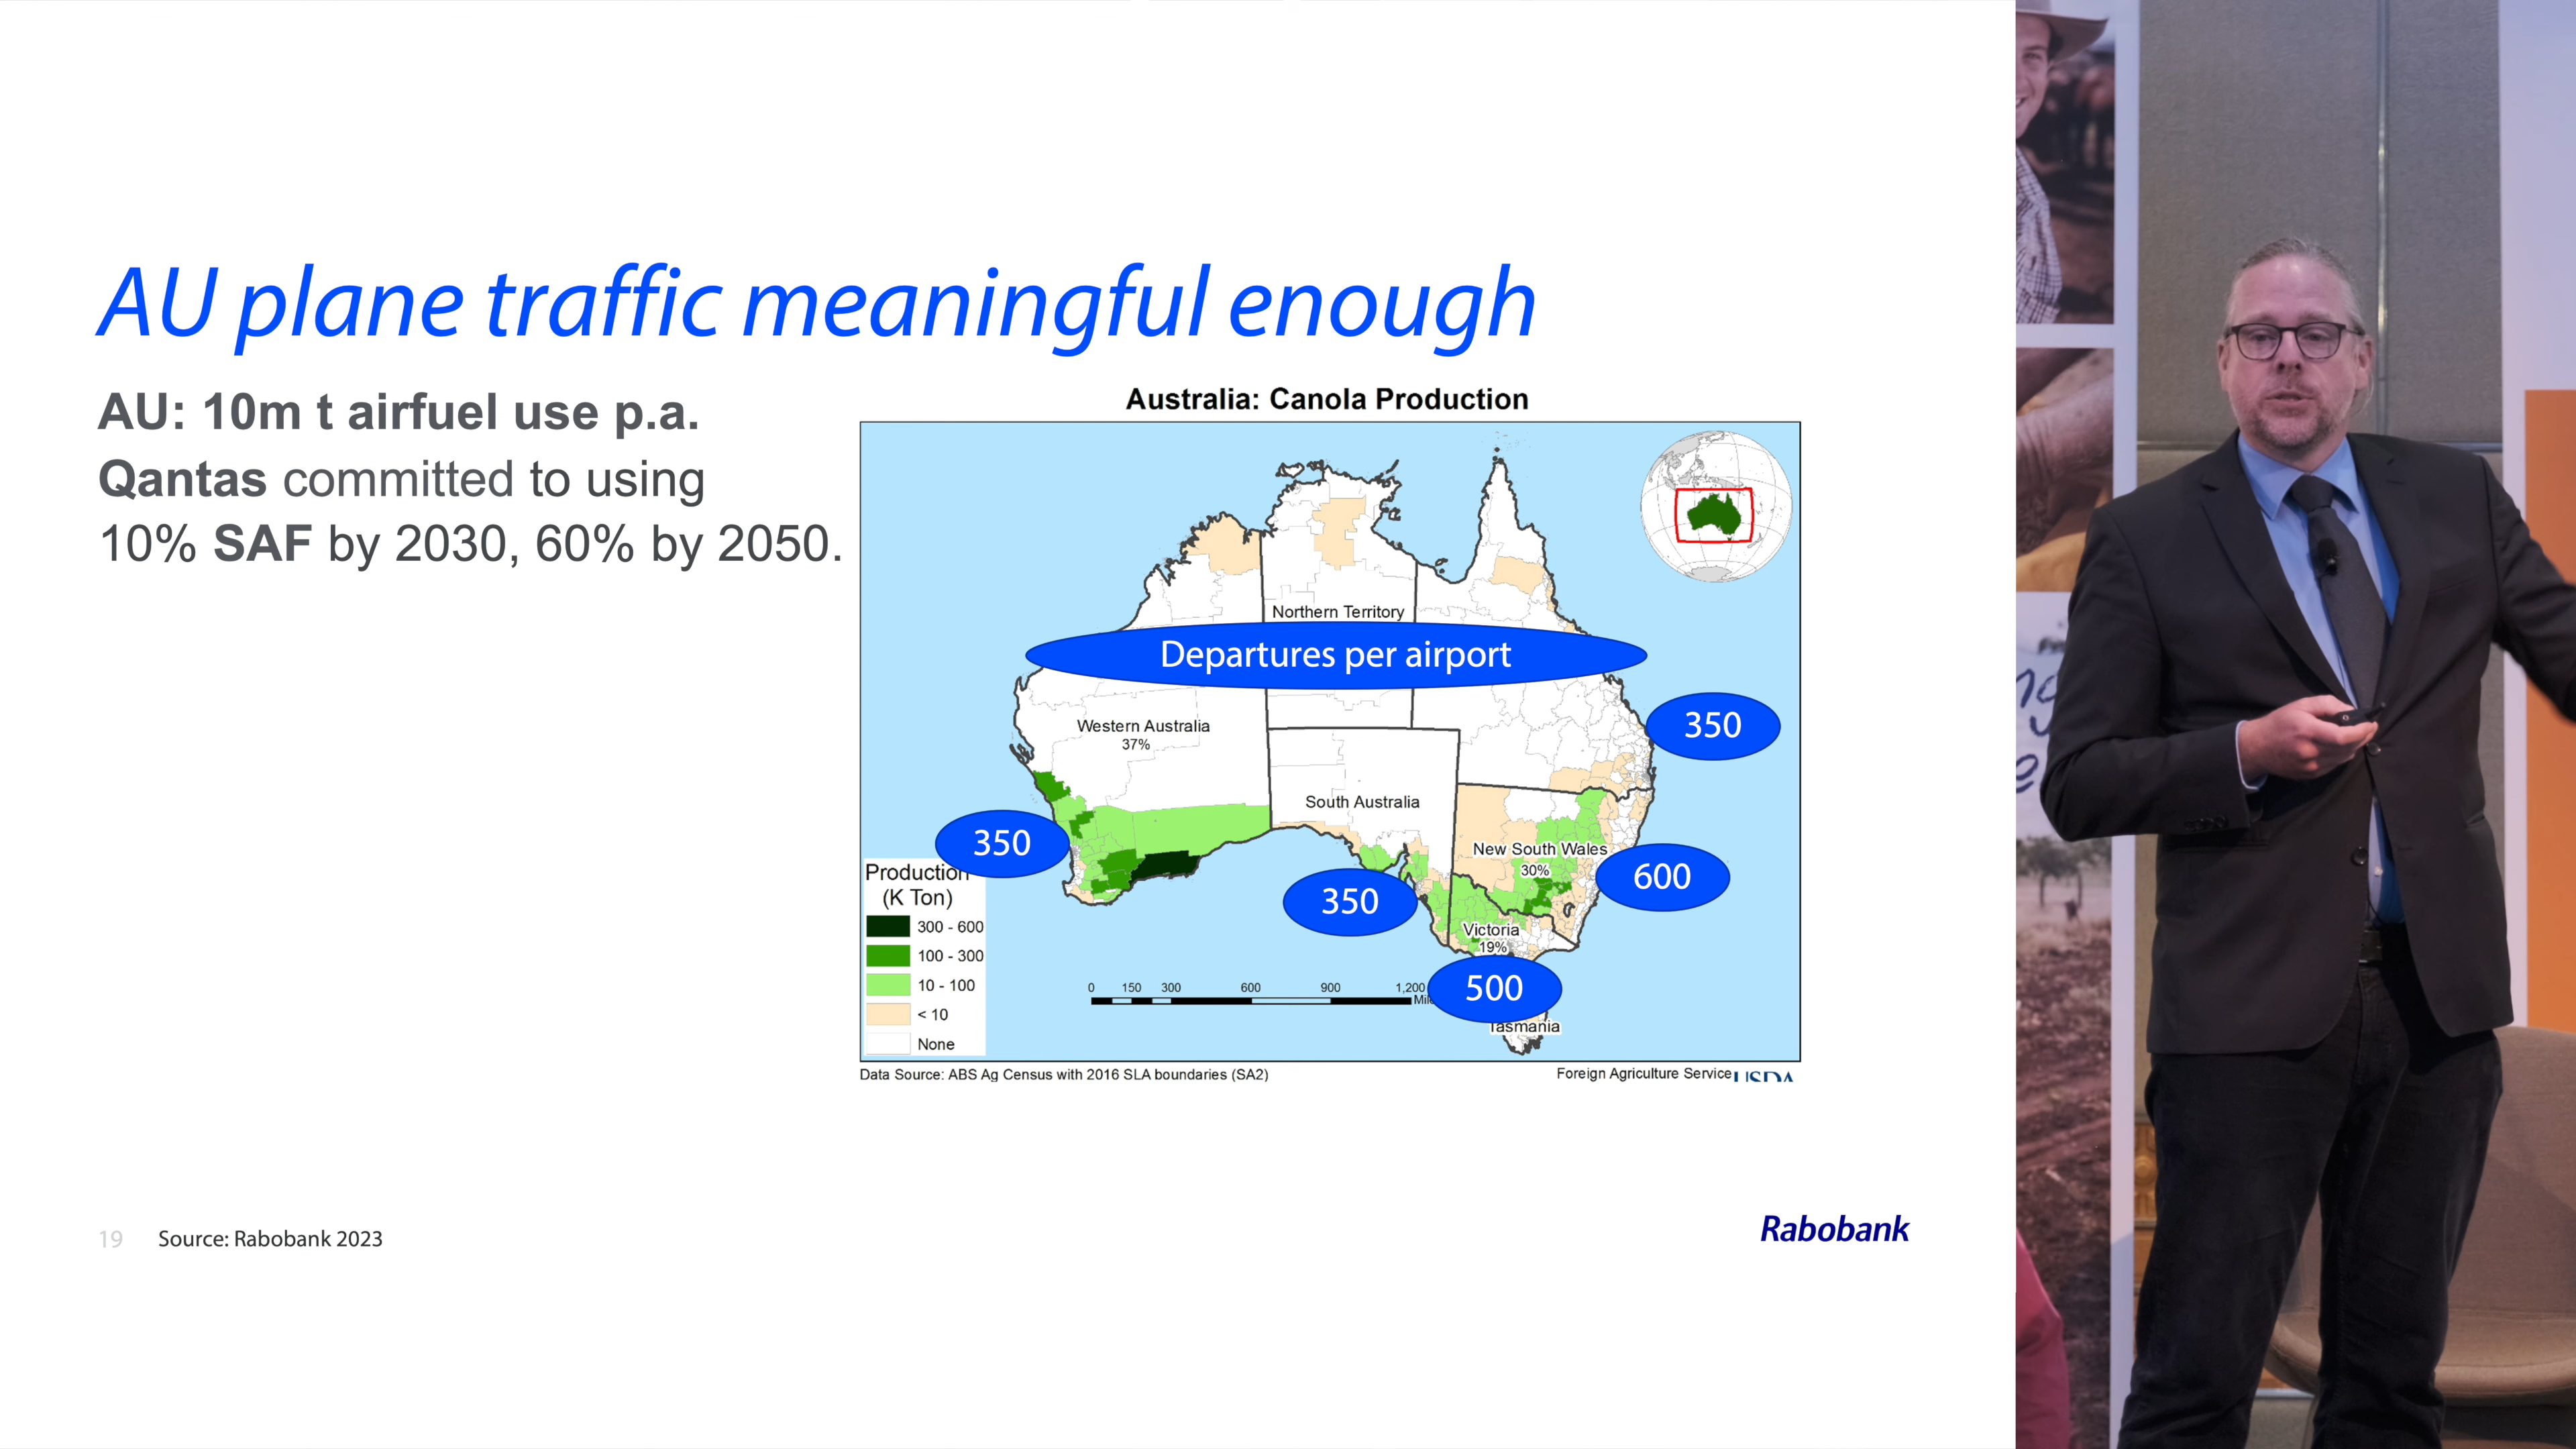 AU plane traffic meaningful enough
AU: 10m t airfuel use p.a.
Qantas committed to using
10% SAF by 2030, 60% by 2050.
Australia: Canola Production
Northern Territory
Departures per airport
350
Western Australia
37%
South Australia
350
New South Wales
30%
600
350
Victoria
19%
500
Tasmania
Production
(K Ton)
300 - 600
100 - 300
10 - 100
< 10
None
0 150 300 600 900 1,200
Data Source: ABS Ag Census with 2016 SLA boundaries (SA2)
Foreign Agriculture Service USDA
19 Source: Rabobank 2023
Rabobank